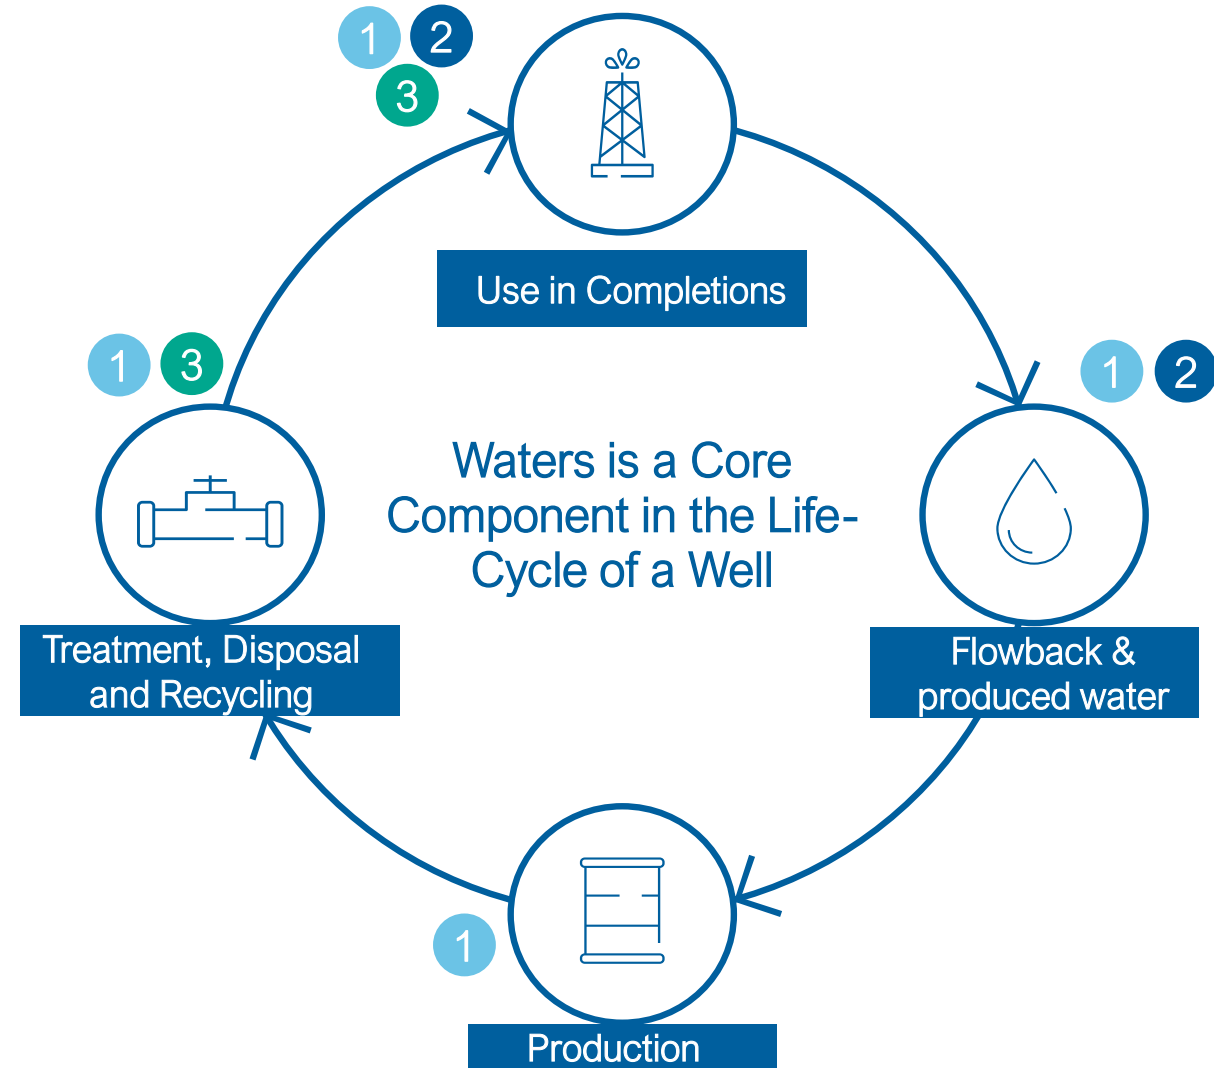 1 2
3
Use in Completions
1 3
1 2
Waters is a Core
Component in the Life-
Cycle of a Well
Treatment, Disposal
and Recycling
Flowback &
produced water
1
Production